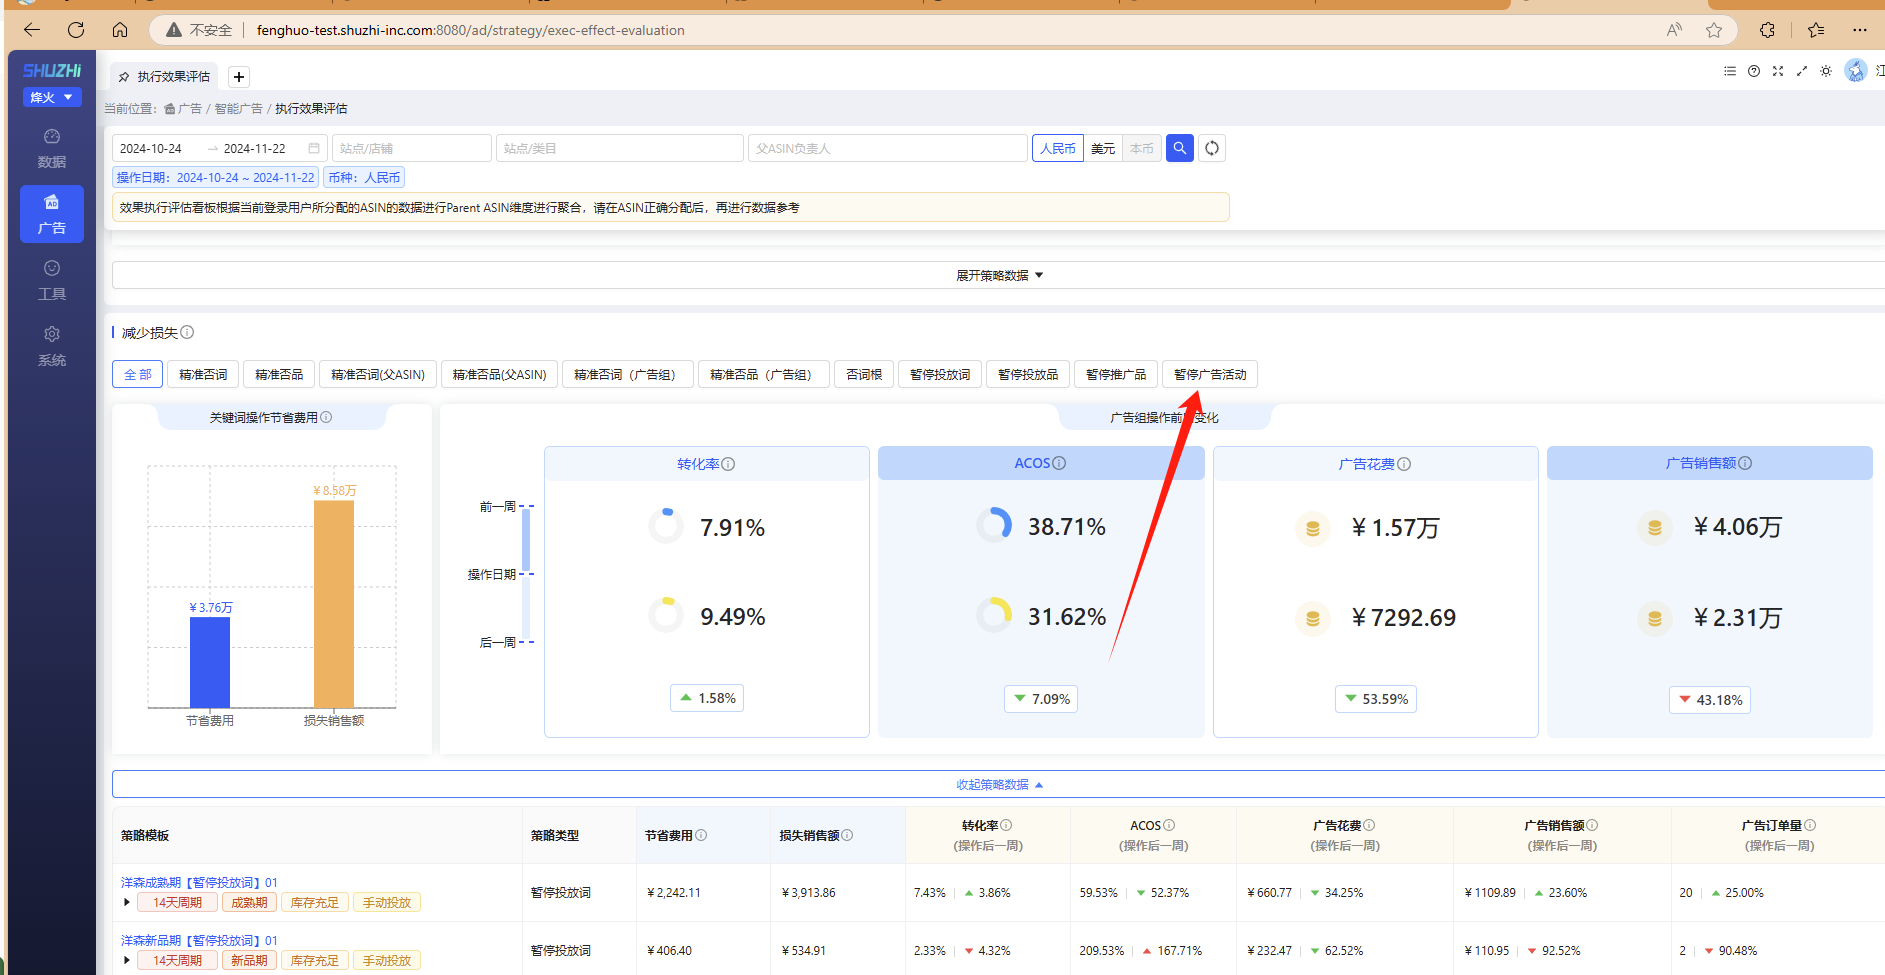 不安全 fenghuo-test.shuzhi-inc.com:8080/ad/strategy/exec-effect-evaluation
SHUZHi
烽火
数据
广告
工具
系统
执行效果评估
当前位置： 广告 / 智能广告 / 执行效果评估
2024-10-24 → 2024-11-22 站点/店铺 站点/类目 父ASIN负责人 人民币 美元 本币
操作日期：2024-10-24 ~ 2024-11-22 币种：人民币
效果执行评估看板根据当前登录用户所分配的ASIN的数据进行Parent ASIN维度进行聚合，请在ASIN正确分配后，再进行数据参考
展开策略数据
减少损失
全 部 精准否词 精准否品 精准否词(父ASIN) 精准否品(父ASIN) 精准否词（广告组） 精准否品（广告组） 否词根 暂停投放词 暂停投放品 暂停推广品 暂停广告活动
关键词操作节省费用
￥8.58万
￥3.76万
节省费用 损失销售额
广告组操作前 变化
前一周
操作日期
后一周
转化率
7.91%
9.49%
1.58%
ACOS
38.71%
31.62%
7.09%
广告花费
￥1.57万
￥7292.69
53.59%
广告销售额
￥4.06万
￥2.31万
43.18%
收起策略数据
策略模板 策略类型 节省费用 损失销售额 转化率 (操作后一周) ACOS (操作后一周) 广告花费 (操作后一周) 广告销售额 (操作后一周) 广告订单量 (操作后一周)
洋森成熟期【暂停投放词】01
14天周期 成熟期 库存充足 手动投放
暂停投放词 ￥2,242.11 ￥3,913.86 7.43% 3.86% 59.53% 52.37% ￥660.77 34.25% ￥1109.89 23.60% 20 25.00%
洋森新品期【暂停投放词】01
14天周期 新品期 库存充足 手动投放
暂停投放词 ￥406.40 ￥534.91 2.33% 4.32% 209.53% 167.71% ￥232.47 62.52% ￥110.95 92.52% 2 90.48%